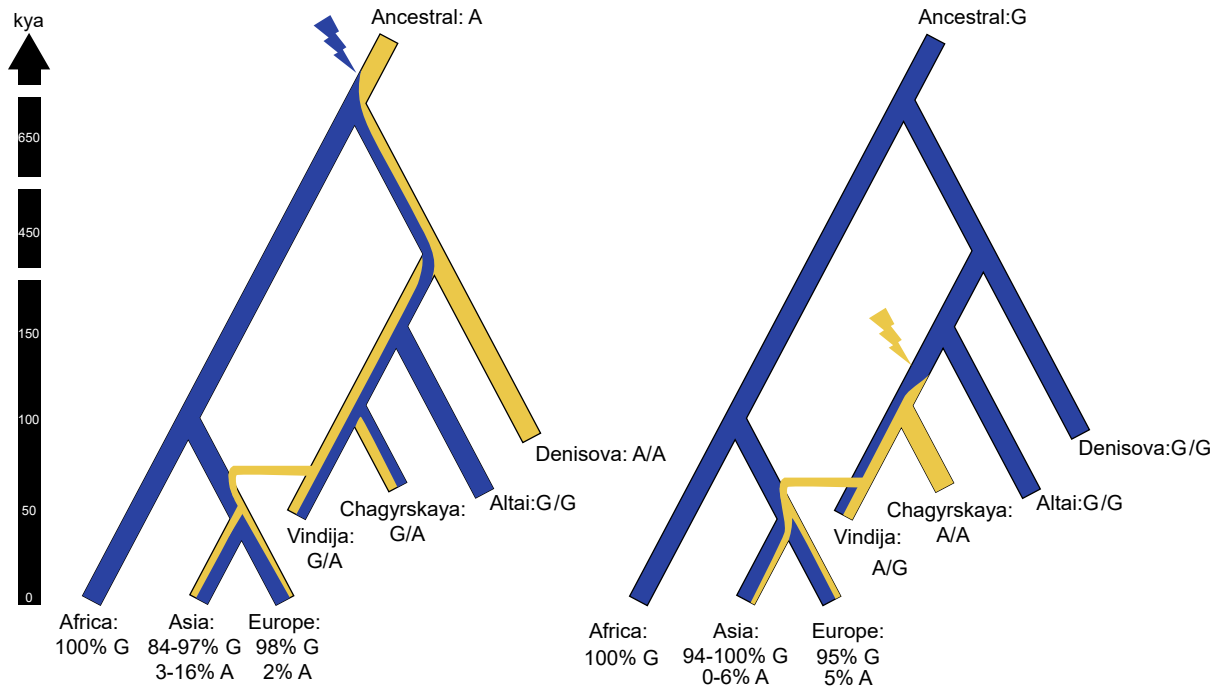 kya
650
450
150
100
50
0
Ancestral: A
Denisova: A/A
Altai:G/G
Chagyrskaya:
G/A
Vindija:
G/A
Africa:
100% G
Asia:
84-97% G
3-16% A
Europe:
98% G
2% A
Ancestral:G
Denisova:G/G
Altai:G/G
Chagyrskaya:
A/A
Vindija:
A/G
Africa:
100% G
Asia:
94-100% G
0-6% A
Europe:
95% G
5% A